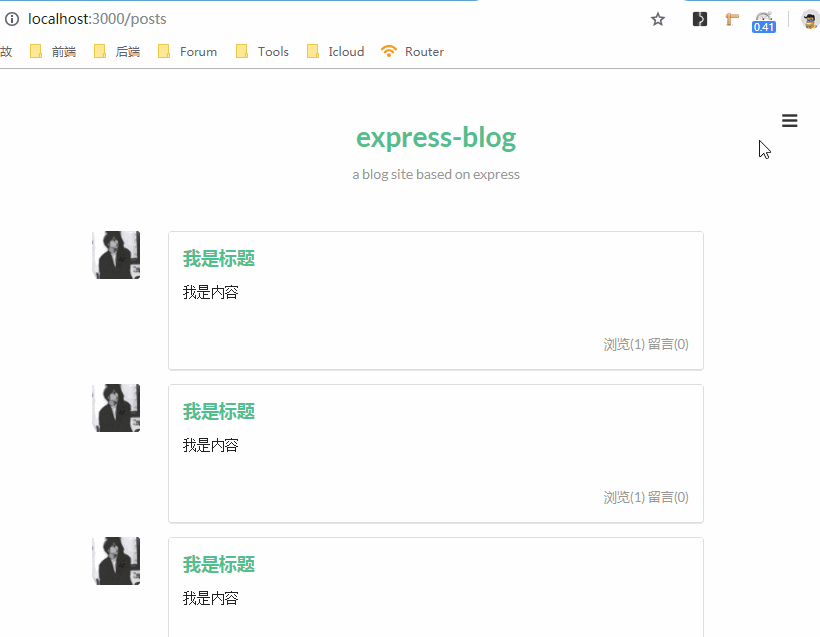 localhost:3000/posts
0.41
故 前端 后端 Forum Tools Icloud Router
express-blog
a blog site based on express
我是标题
我是内容
浏览(1) 留言(0)
我是标题
我是内容
浏览(1) 留言(0)
我是标题
我是内容